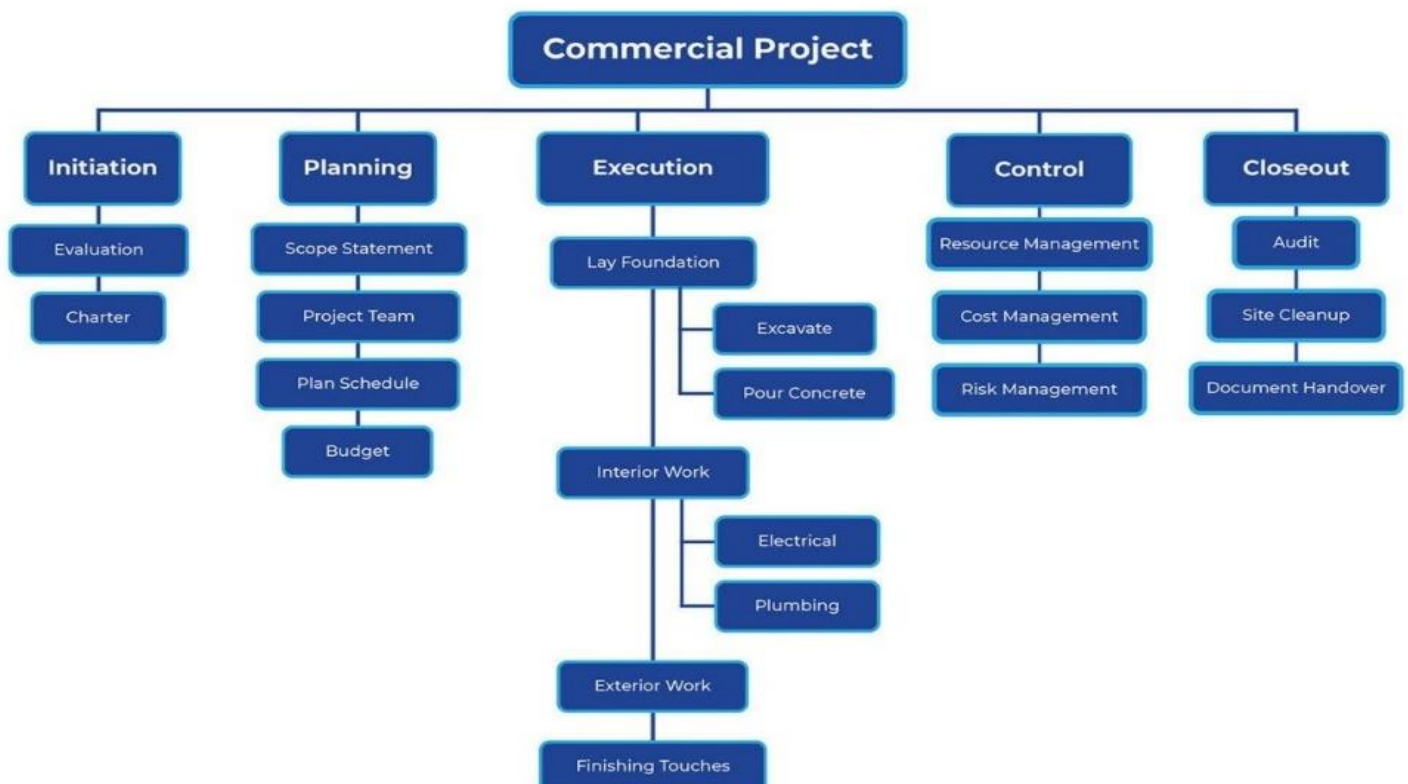 Commercial Project
Initiation
Planning
Execution
Control
Closeout
Evaluation
Charter
Scope Statement
Project Team
Plan Schedule
Budget
Lay Foundation
Excavate
Pour Concrete
Interior Work
Electrical
Plumbing
Exterior Work
Finishing Touches
Resource Management
Cost Management
Risk Management
Audit
Site Cleanup
Document Handover